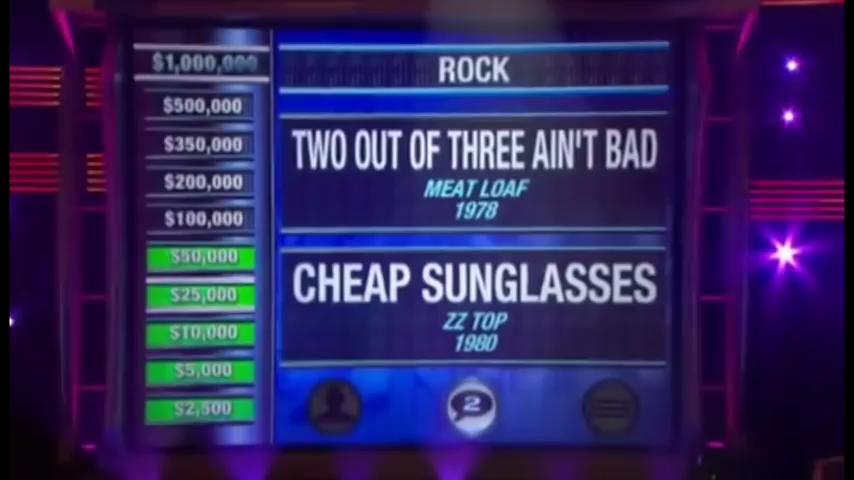 $1,000,000
$500,000
$350,000
$200,000
$100,000
$50,000
$25,000
$10,000
$5,000
$2,500
ROCK
TWO OUT OF THREE AIN'T BAD
MEAT LOAF
1978
CHEAP SUNGLASSES
ZZ TOP
1980
2